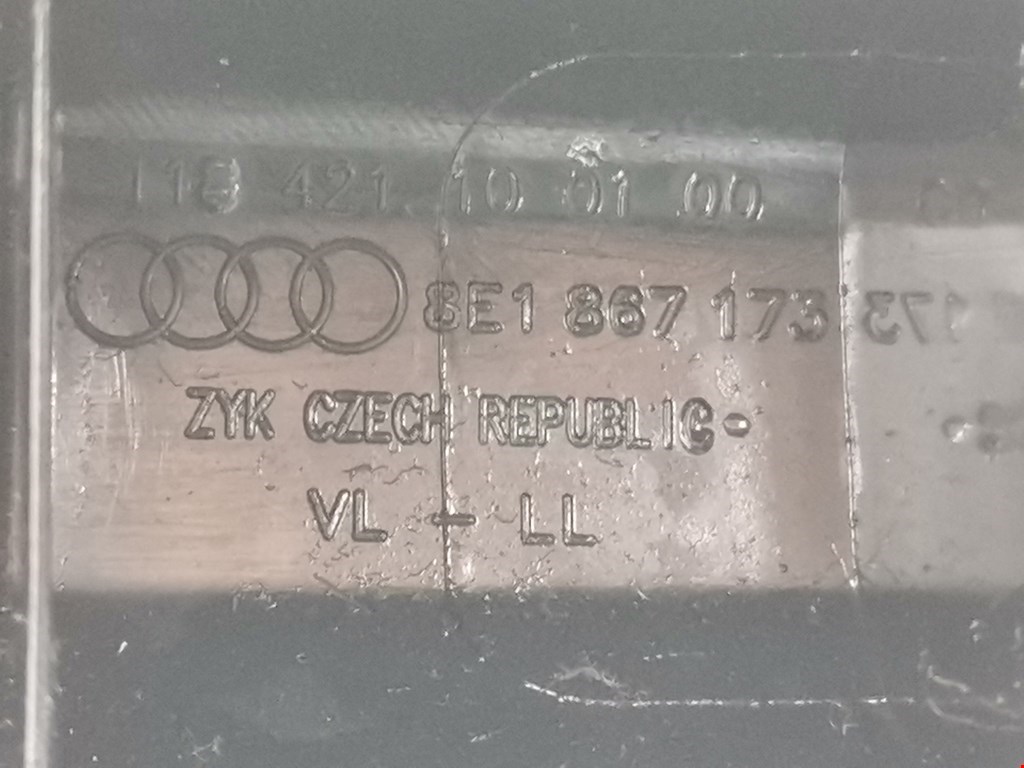 421 10 01 00
8E1 867 173
ZYK CZECH REPUBLIC
VL - LL